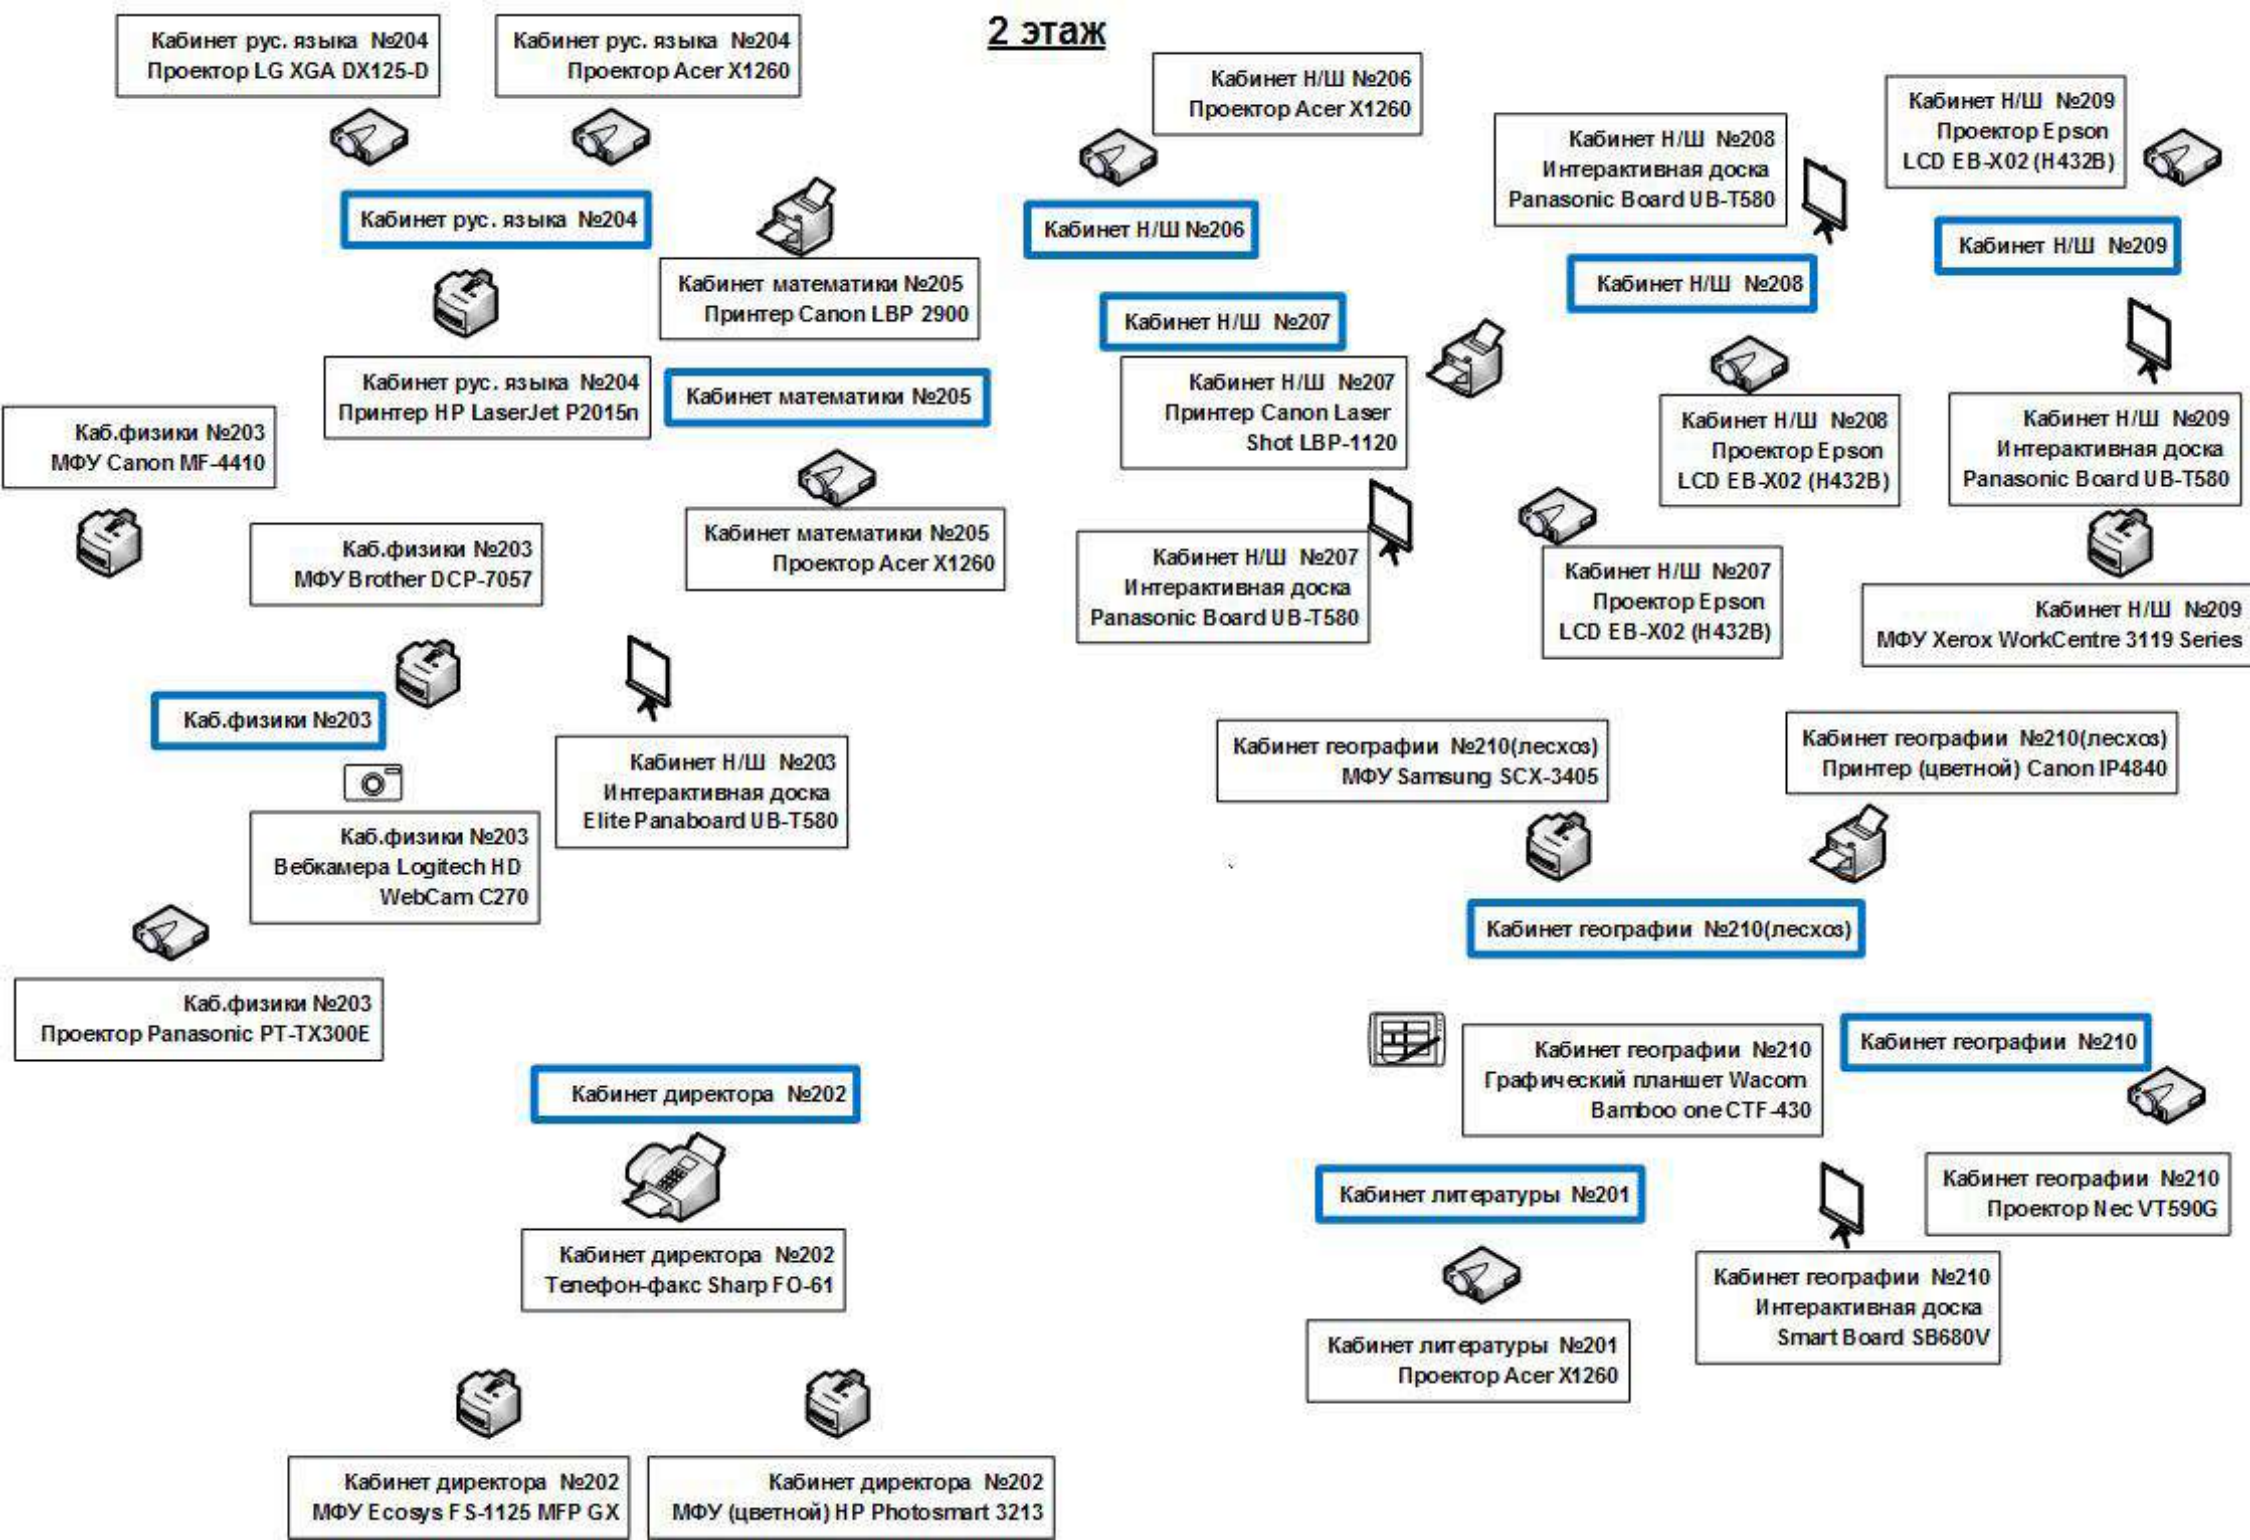 2 этаж
Кабинет рус. языка №204
Проектор LG XGA DX125-D
Кабинет рус. языка №204
Проектор Acer X1260
Кабинет Н/Ш №206
Проектор Acer X1260
Кабинет Н/Ш №208
Интерактивная доска
Panasonic Board UB-T580
Кабинет Н/Ш №209
Проектор Epson
LCD EB-X02 (H432B)
Кабинет рус. языка №204
Кабинет Н/Ш №206
Кабинет Н/Ш №209
Кабинет математики №205
Принтер Canon LBP 2900
Кабинет Н/Ш №208
Кабинет Н/Ш №207
Кабинет рус. языка №204
Принтер HP LaserJet P2015n
Кабинет математики №205
Кабинет Н/Ш №207
Принтер Canon Laser
Shot LBP-1120
Кабинет Н/Ш №208
Проектор Epson
LCD EB-X02 (H432B)
Кабинет Н/Ш №209
Интерактивная доска
Panasonic Board UB-T580
Каб.физики №203
МФУ Canon MF-4410
Каб.физики №203
МФУ Brother DCP-7057
Кабинет математики №205
Проектор Acer X1260
Кабинет Н/Ш №207
Интерактивная доска
Panasonic Board UB-T580
Кабинет Н/Ш №207
Проектор Epson
LCD EB-X02 (H432B)
Кабинет Н/Ш №209
МФУ Xerox WorkCentre 3119 Series
Каб.физики №203
Кабинет Н/Ш №203
Интерактивная доска
Elite Panaboard UB-T580
Кабинет географии №210(лесхоз)
МФУ Samsung SCX-3405
Кабинет географии №210(лесхоз)
Принтер (цветной) Canon IP4840
Каб.физики №203
Вебкамера Logitech HD
WebCam C270
Кабинет географии №210(лесхоз)
Каб.физики №203
Проектор Panasonic PT-TX300E
Кабинет географии №210
Графический планшет Wacom
Bamboo one CTF-430
Кабинет географии №210
Кабинет директора №202
Кабинет литературы №201
Кабинет географии №210
Проектор Nec VT590G
Кабинет директора №202
Телефон-факс Sharp FO-61
Кабинет географии №210
Интерактивная доска
Smart Board SB680V
Кабинет литературы №201
Проектор Acer X1260
Кабинет директора №202
МФУ Ecosys FS-1125 MFP GX
Кабинет директора №202
МФУ (цветной) HP Photosmart 3213